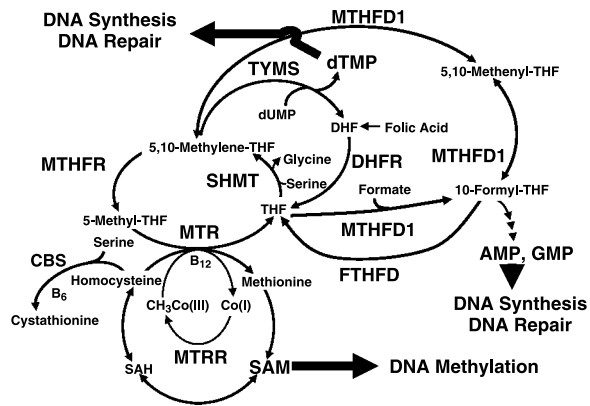 DNA Synthesis
DNA Repair
MTHFD1
dTMP
5,10-Methenyl-THF
TYMS
dUMP
DHF
Folic Acid
5,10-Methylene-THF
MTHFR
Glycine
DHFR
MTHFD1
SHMT
Serine
Formate
10-Formyl-THF
5-Methyl-THF
THF
MTR
MTHFD1
Serine
AMP, GMP
CBS
B12
FTHFD
Homocysteine
Methionine
B6
CH3Co(III)
Co(I)
DNA Synthesis
DNA Repair
Cystathionine
MTRR
SAH
SAM
DNA Methylation